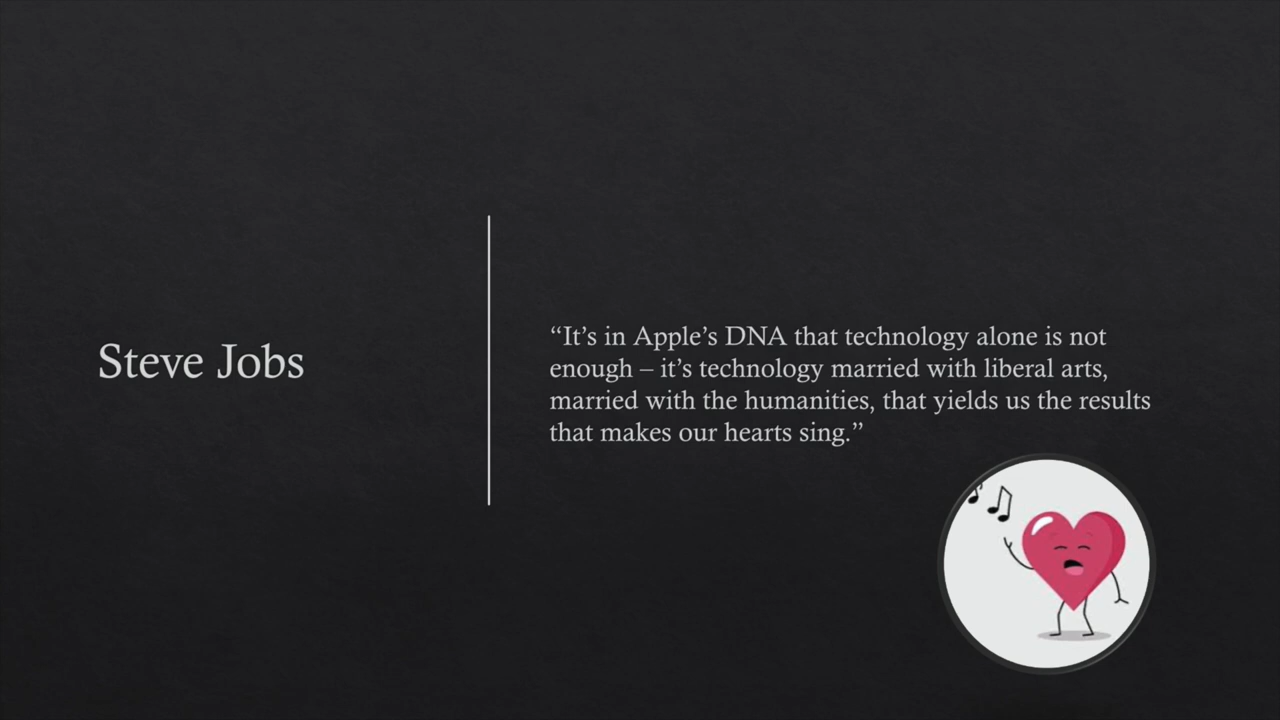 Steve Jobs
“It’s in Apple’s DNA that technology alone is not
enough – it’s technology married with liberal arts,
married with the humanities, that yields us the results
that makes our hearts sing.”